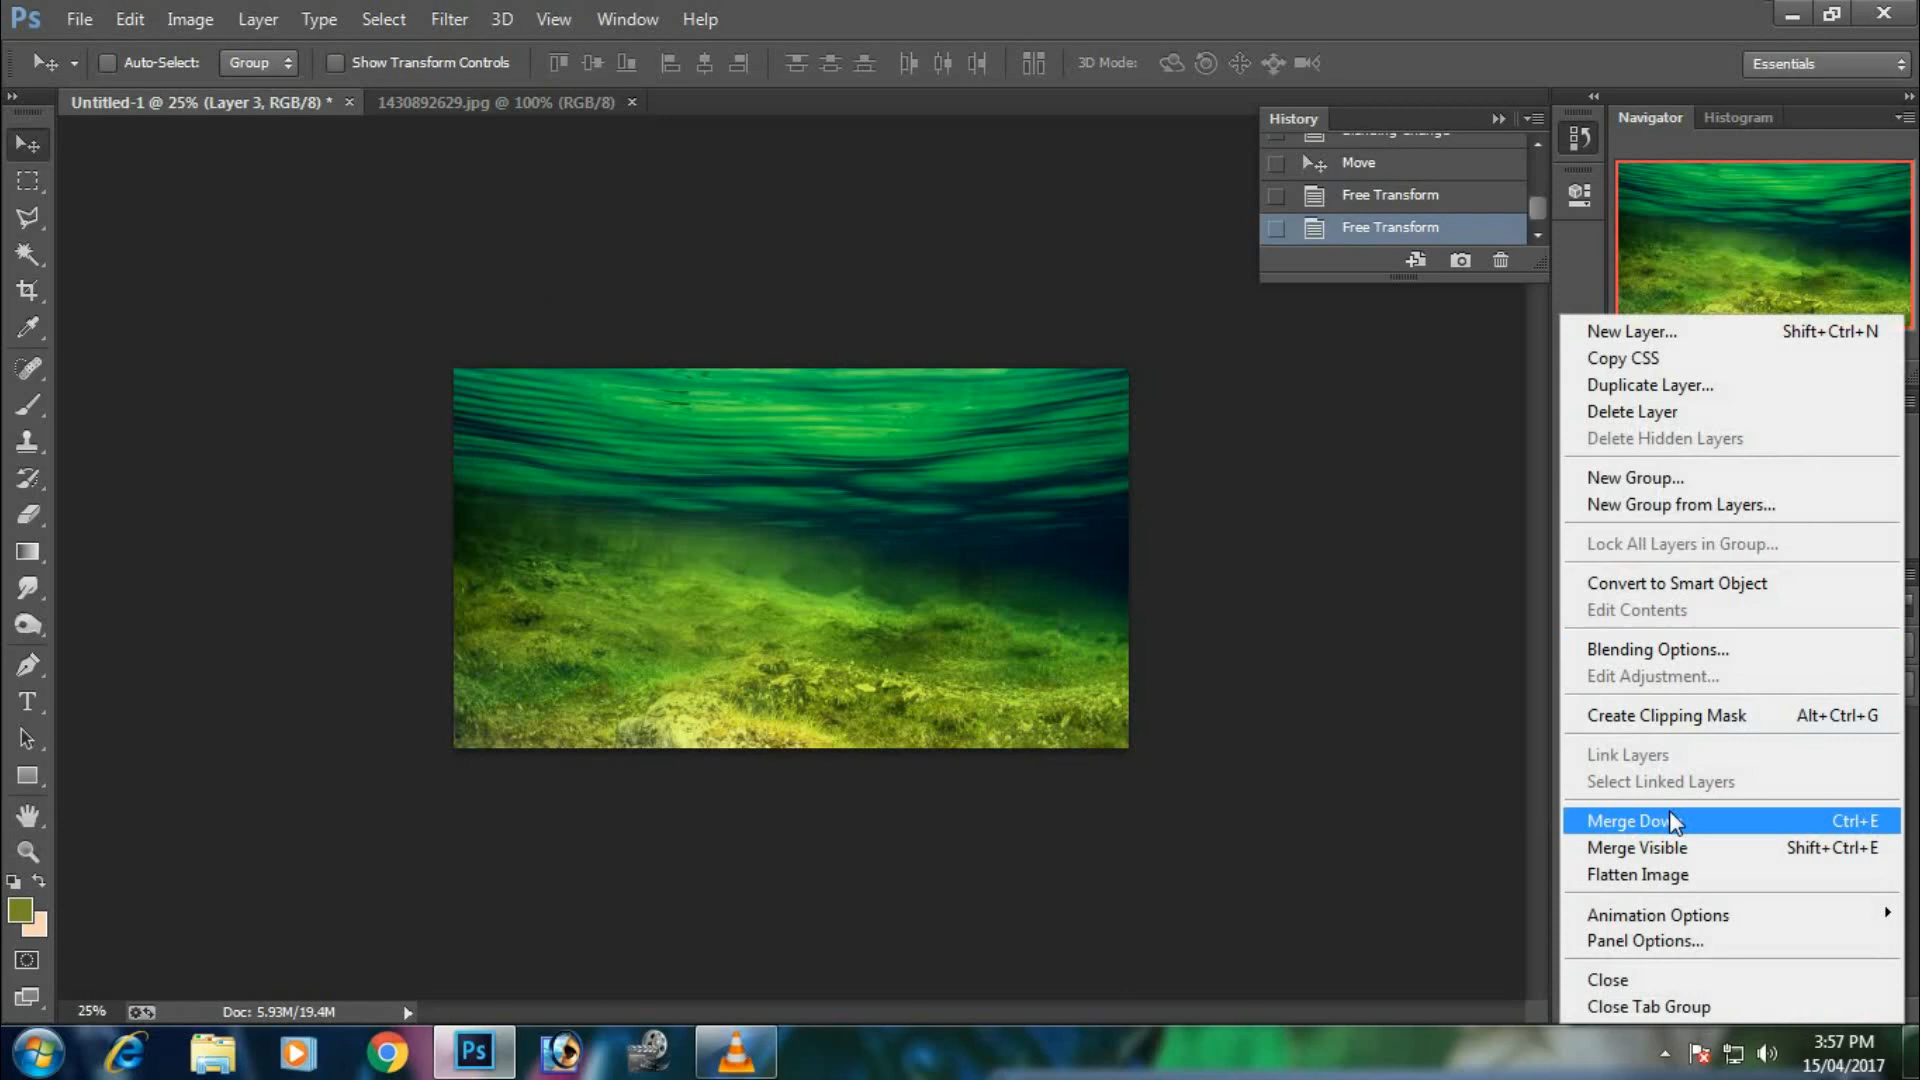 Ps File Edit Image Layer Type Select Filter 3D View Window Help
Auto-Select: Group Show Transform Controls 3D Mode: Essentials
Untitled-1 @ 25% (Layer 3, RGB/8) * × 1430892629.jpg @ 100% (RGB/8) ×
History
Move
Free Transform
Free Transform
Navigator Histogram
New Layer... Shift+Ctrl+N
Copy CSS
Duplicate Layer...
Delete Layer
Delete Hidden Layers
New Group...
New Group from Layers...
Lock All Layers in Group...
Convert to Smart Object
Edit Contents
Blending Options...
Edit Adjustment...
Create Clipping Mask Alt+Ctrl+G
Link Layers
Select Linked Layers
Merge Ctrl+E
Merge Visible Shift+Ctrl+E
Flatten Image
Animation Options
Panel Options...
Close
Close Tab Group
T
25% Doc: 5.93M/19.4M
Ps
3:57 PM
15/04/2017